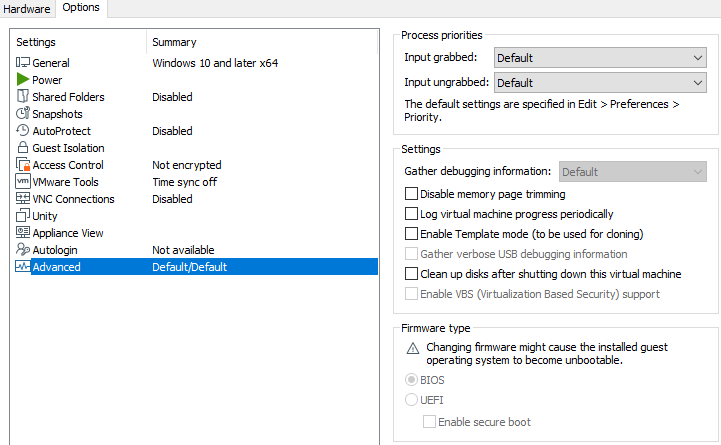 Hardware Options
Settings Summary
General Windows 10 and later x64
Power
Shared Folders Disabled
Snapshots
AutoProtect Disabled
Guest Isolation
Access Control Not encrypted
vm VMware Tools Time sync off
VNC Connections Disabled
Unity
Appliance View
Autologin Not available
Advanced Default/Default
Process priorities
Input grabbed: Default
Input ungrabbed: Default
The default settings are specified in Edit > Preferences >
Priority.
Settings
Gather debugging information: Default
Disable memory page trimming
Log virtual machine progress periodically
Enable Template mode (to be used for cloning)
Gather verbose USB debugging information
Clean up disks after shutting down this virtual machine
Enable VBS (Virtualization Based Security) support
Firmware type
Changing firmware might cause the installed guest
operating system to become unbootable.
BIOS
UEFI
Enable secure boot